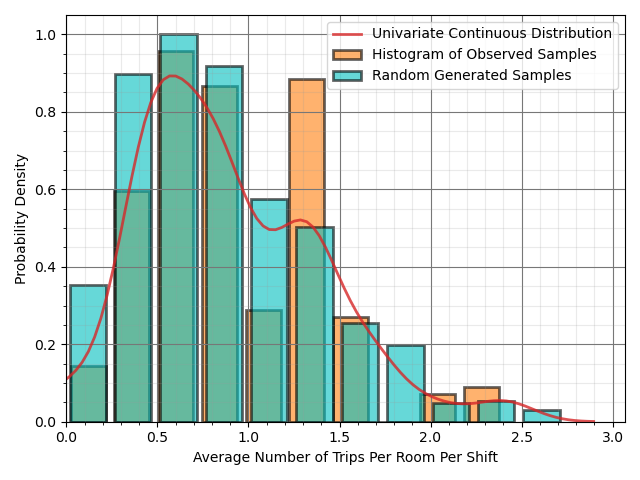 Univariate Continuous Distribution
Histogram of Observed Samples
Random Generated Samples
Probability Density
1.0
0.8
0.6
0.4
0.2
0.0
0.0 0.5 1.0 1.5 2.0 2.5 3.0
Average Number of Trips Per Room Per Shift